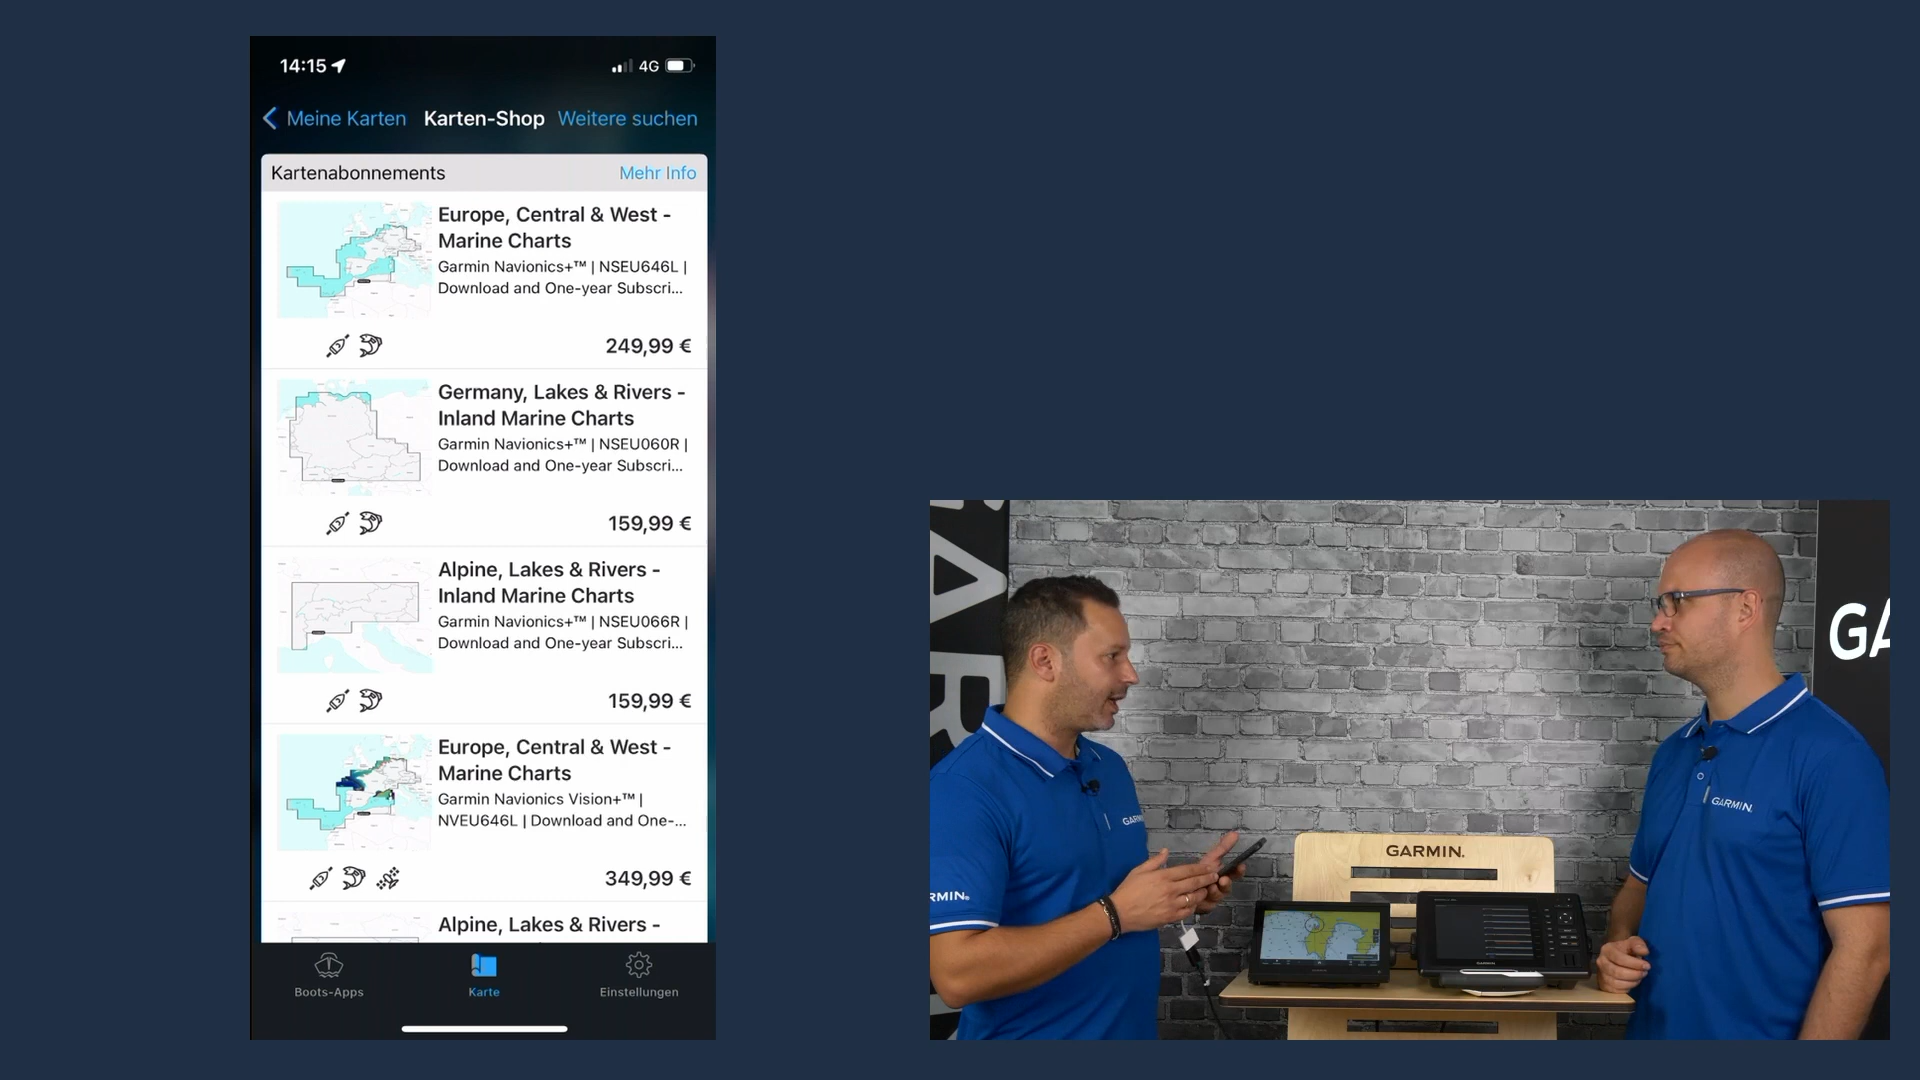 14:15
4G
Meine Karten
Karten-Shop
Weitere suchen
Kartenabonnements
Mehr Info
Europe, Central & West -
Marine Charts
Garmin Navionics+™ | NSEU646L |
Download and One-year Subscri...
249,99 €
Germany, Lakes & Rivers -
Inland Marine Charts
Garmin Navionics+™ | NSEU060R |
Download and One-year Subscri...
159,99 €
Alpine, Lakes & Rivers -
Inland Marine Charts
Garmin Navionics+™ | NSEU066R |
Download and One-year Subscri...
159,99 €
Europe, Central & West -
Marine Charts
Garmin Navionics Vision+™ |
NVEU646L | Download and One-...
349,99 €
Alpine, Lakes & Rivers -
Boots-Apps
Karte
Einstellungen
GA
GARM
GARMIN.
RMIN®
GARMIN.